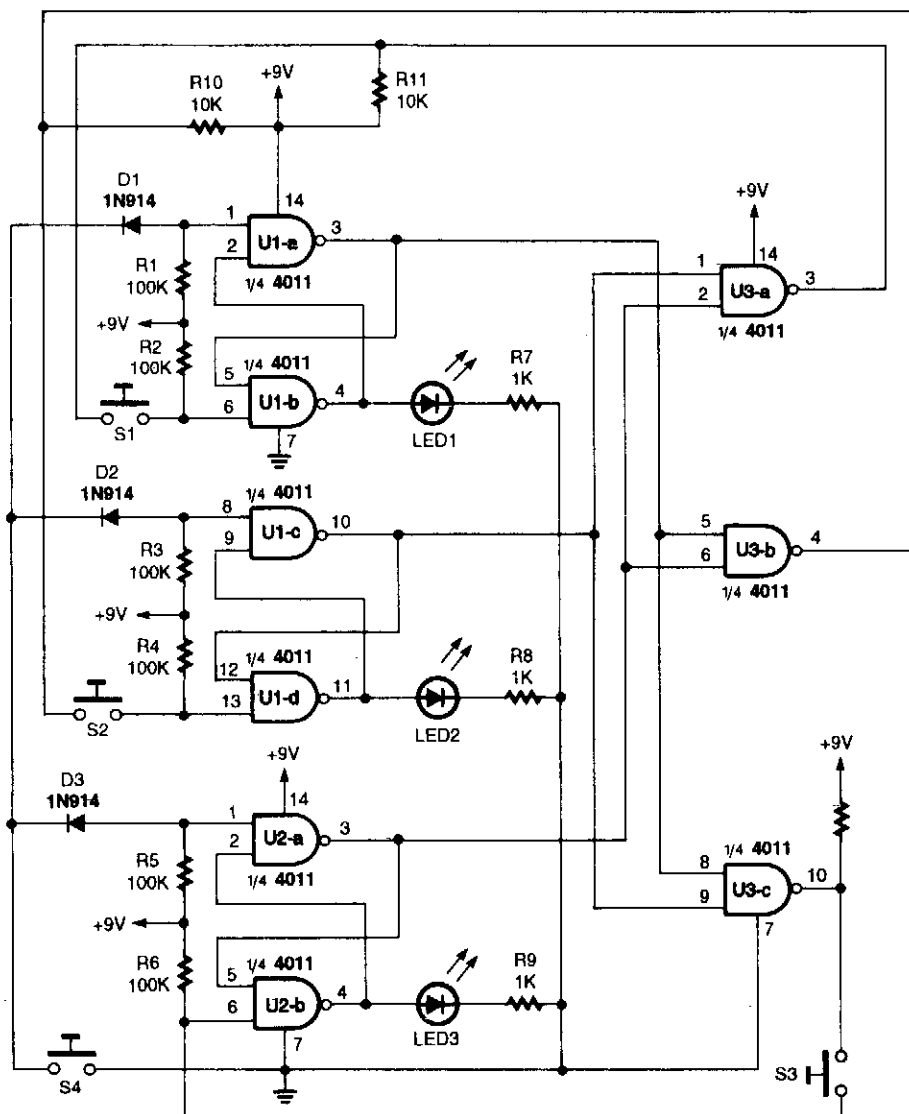 R10
10K
+9V
R11
10K
D1
1N914
14
1
2
U1-a
3
1/4 4011
R1
100K
+9V
R2
100K
1/4 4011
5
6
U1-b
4
7
S1
LED1
R7
1K
+9V
14
1
2
U3-a
3
1/4 4011
D2
1N914
1/4 4011
8
9
U1-c
10
R3
100K
+9V
R4
100K
1/4 4011
12
13
U1-d
11
S2
LED2
R8
1K
5
6
U3-b
4
1/4 4011
D3
1N914
+9V
14
1
2
U2-a
3
1/4 4011
R5
100K
+9V
R6
100K
1/4 4011
5
6
U2-b
4
7
S4
LED3
R9
1K
+9V
1/4 4011
8
9
U3-c
10
7
S3